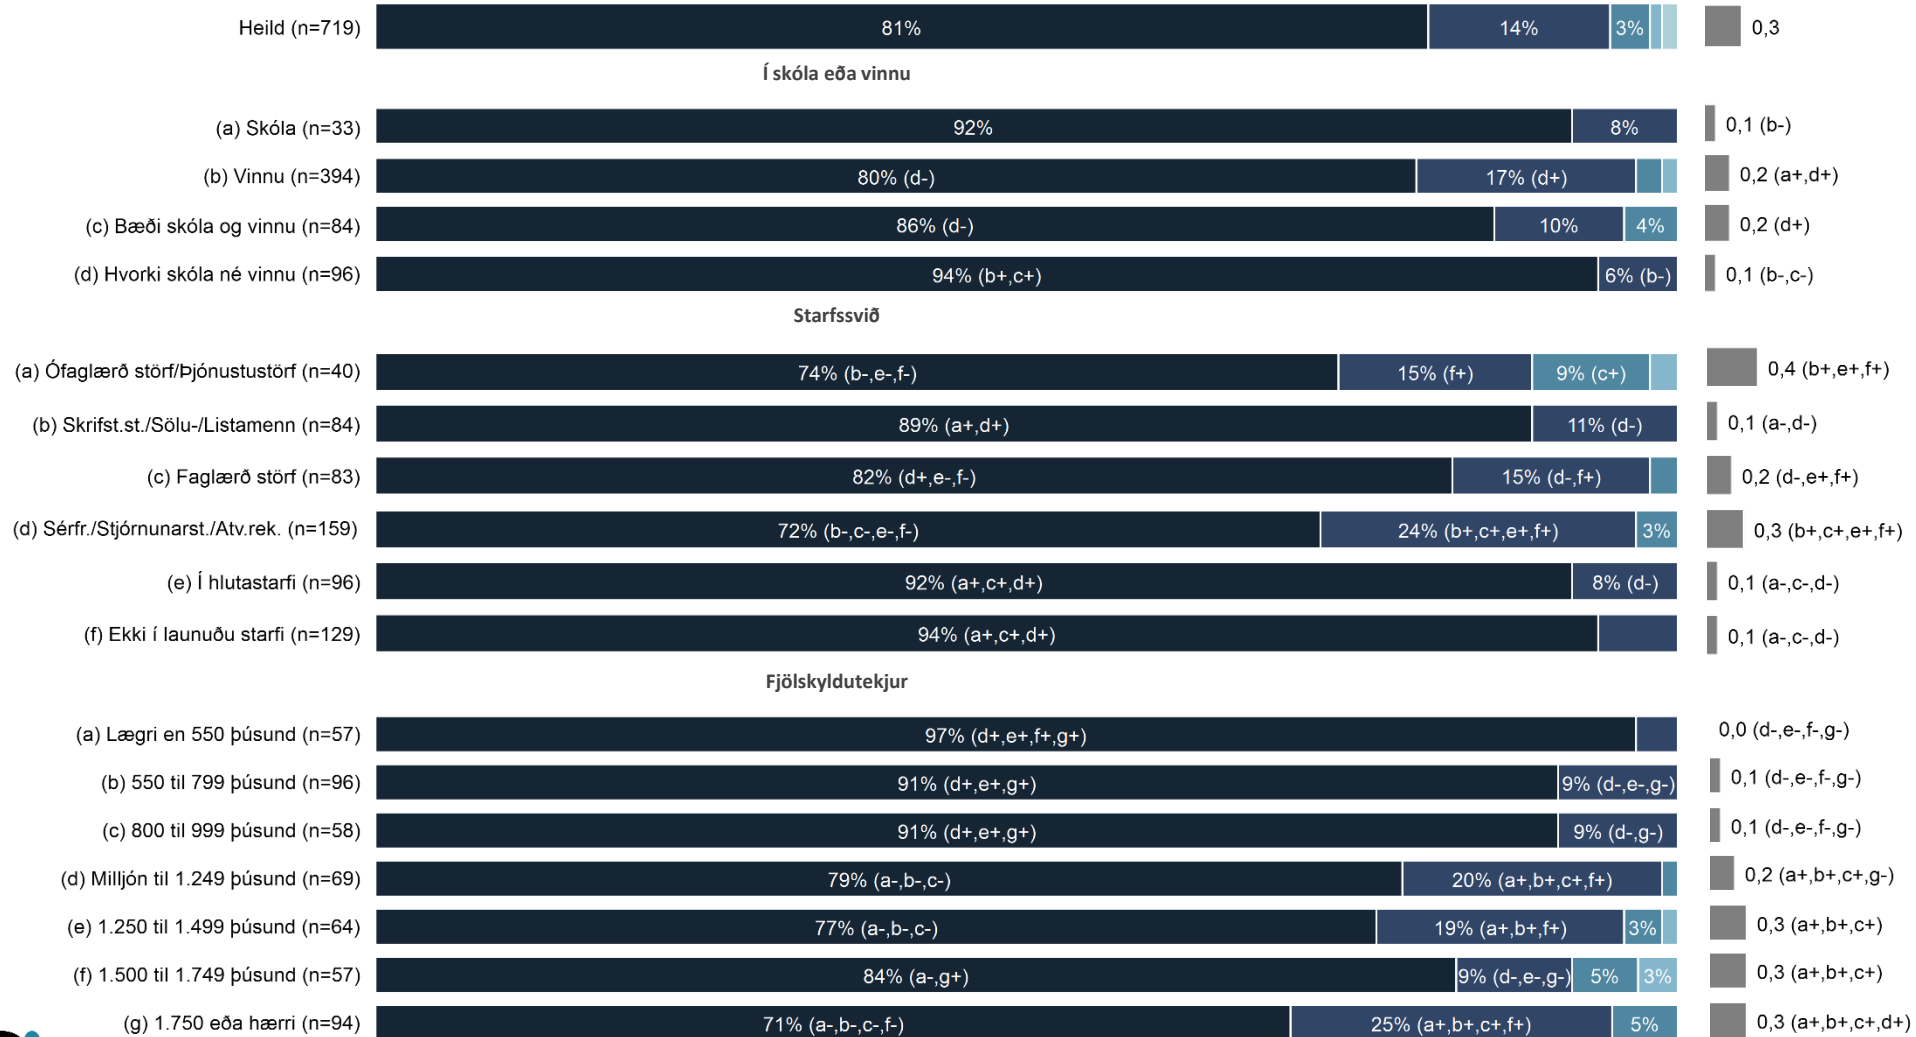 Heild (n=719) 81% 14% 3% 0,3
Í skóla eða vinnu
(a) Skóla (n=33) 92% 8% 0,1 (b-)
(b) Vinnu (n=394) 80% (d-) 17% (d+) 0,2 (a+,d+)
(c) Bæði skóla og vinnu (n=84) 86% (d-) 10% 4% 0,2 (d+)
(d) Hvorki skóla né vinnu (n=96) 94% (b+,c+) 6% (b-) 0,1 (b-,c-)
Starfssvið
(a) Ófaglærð störf/Þjónustustörf (n=40) 74% (b-,e-,f-) 15% (f+) 9% (c+) 0,4 (b+,e+,f+)
(b) Skrifst.st./Sölu-/Listamenn (n=84) 89% (a+,d+) 11% (d-) 0,1 (a-,d-)
(c) Faglærð störf (n=83) 82% (d+,e-,f-) 15% (d-,f+) 0,2 (d-,e+,f+)
(d) Sérfr./Stjórnunarst./Atv.rek. (n=159) 72% (b-,c-,e-,f-) 24% (b+,c+,e+,f+) 3% 0,3 (b+,c+,e+,f+)
(e) Í hlutastarfi (n=96) 92% (a+,c+,d+) 8% (d-) 0,1 (a-,c-,d-)
(f) Ekki í launuðu starfi (n=129) 94% (a+,c+,d+) 0,1 (a-,c-,d-)
Fjölskyldutekjur
(a) Lægri en 550 þúsund (n=57) 97% (d+,e+,f+,g+) 0,0 (d-,e-,f-,g-)
(b) 550 til 799 þúsund (n=96) 91% (d+,e+,g+) 9% (d-,e-,g-) 0,1 (d-,e-,f-,g-)
(c) 800 til 999 þúsund (n=58) 91% (d+,e+,g+) 9% (d-,g-) 0,1 (d-,e-,f-,g-)
(d) Milljón til 1.249 þúsund (n=69) 79% (a-,b-,c-) 20% (a+,b+,c+,f+) 0,2 (a+,b+,c+,g-)
(e) 1.250 til 1.499 þúsund (n=64) 77% (a-,b-,c-) 19% (a+,b+,f+) 3% 0,3 (a+,b+,c+)
(f) 1.500 til 1.749 þúsund (n=57) 84% (a-,g+) 9% (d-,e-,g-) 5% 3% 0,3 (a+,b+,c+)
(g) 1.750 eða hærri (n=94) 71% (a-,b-,c-,f-) 25% (a+,b+,c+,f+) 5% 0,3 (a+,b+,c+,d+)